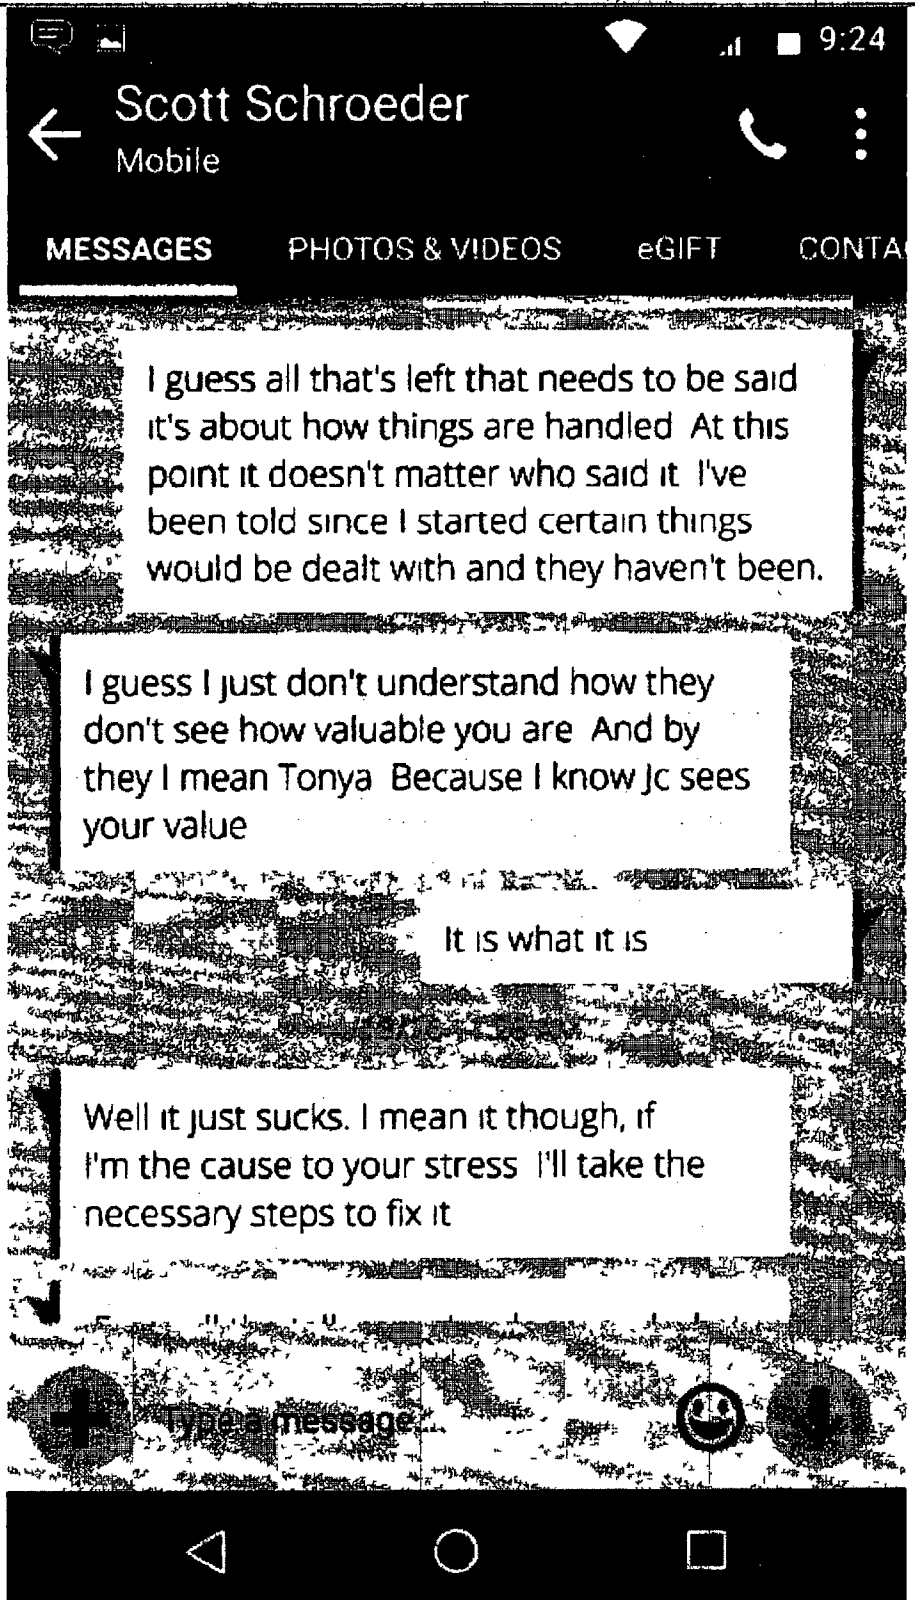 9:24
Scott Schroeder
Mobile
MESSAGES PHOTOS & VIDEOS eGIFT CONTA
I guess all that's left that needs to be said
it's about how things are handled At this
point it doesn't matter who said it I've
been told since I started certain things
would be dealt with and they haven't been.
I guess I just don't understand how they
don't see how valuable you are And by
they I mean Tonya Because I know Jc sees
your value
It is what it is
Well it just sucks. I mean it though, if
I'm the cause to your stress I'll take the
necessary steps to fix it
Type a message...